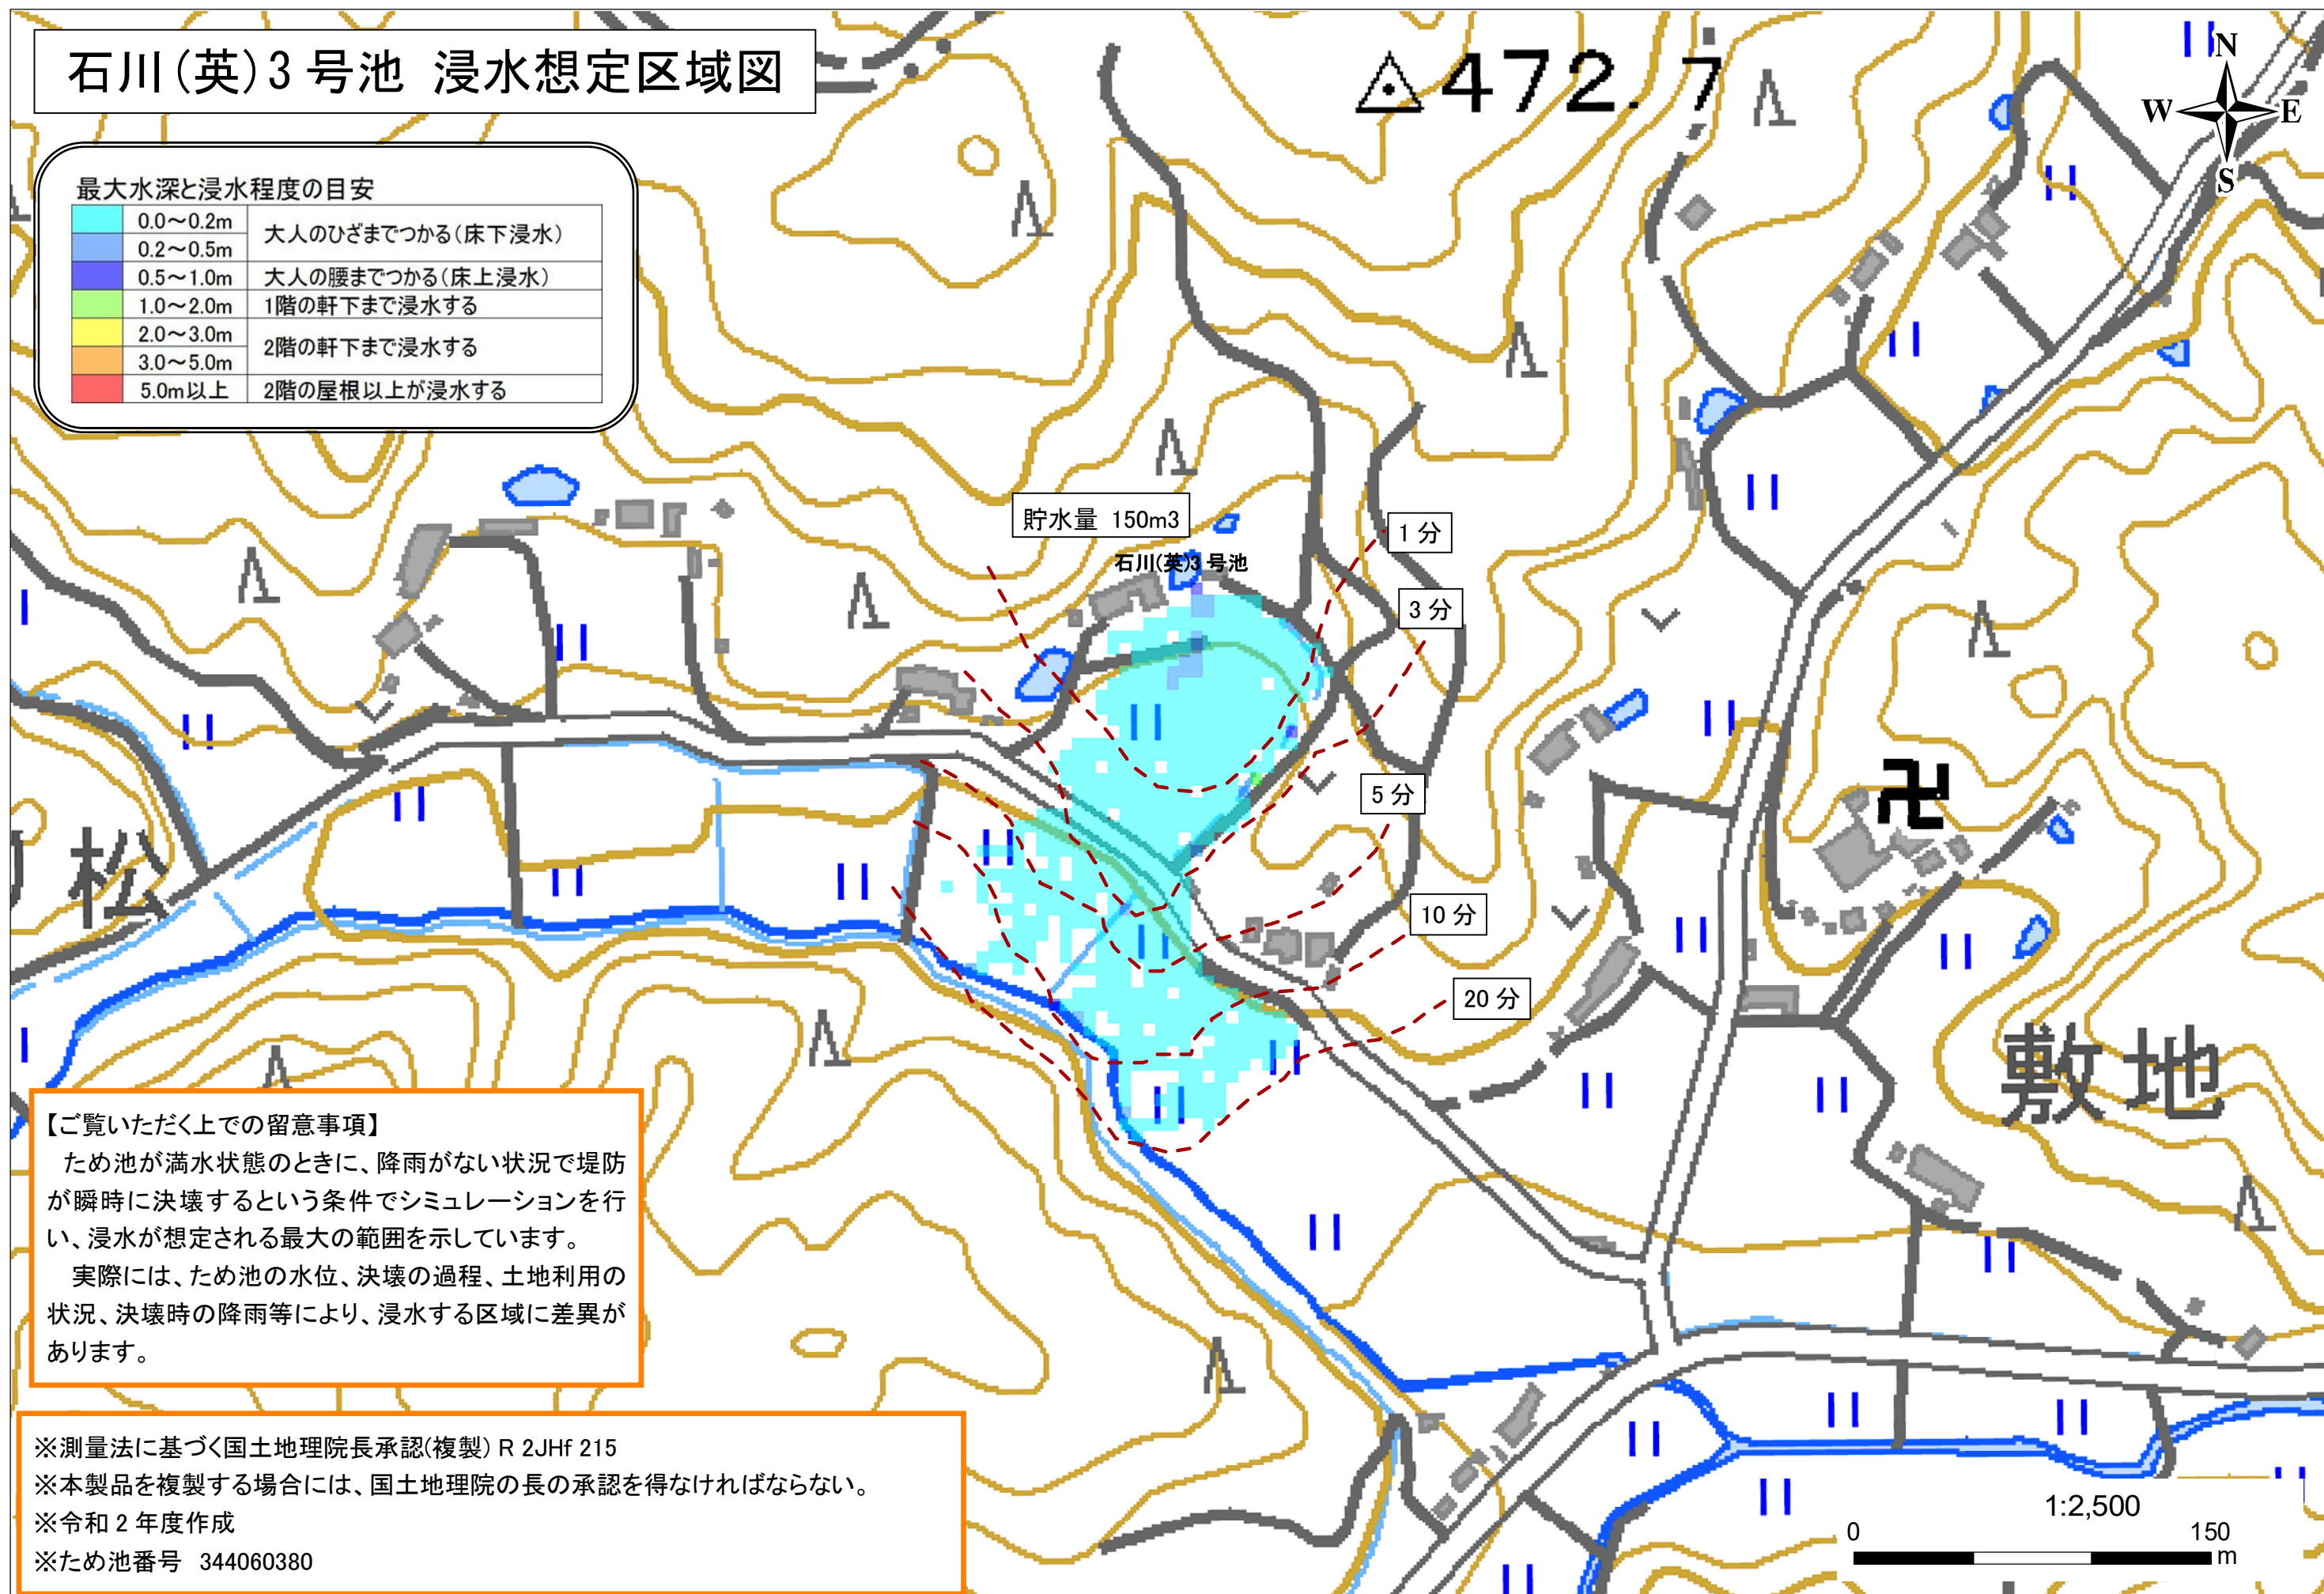 石川(英)3号池 浸水想定区域図
472.7
N
W
E
S
最大水深と浸水程度の目安
0.0～0.2m
大人のひざまでつかる(床下浸水)
0.2～0.5m
0.5～1.0m
大人の腰までつかる(床上浸水)
1.0～2.0m
1階の軒下まで浸水する
2.0～3.0m
2階の軒下まで浸水する
3.0～5.0m
5.0m以上
2階の屋根以上が浸水する
貯水量 150m3
石川(英)3号池
1分
3分
5分
10分
20分
松
敷地
【ご覧いただく上での留意事項】
ため池が満水状態のときに、降雨がない状況で堤防
が瞬時に決壊するという条件でシミュレーションを行
い、浸水が想定される最大の範囲を示しています。
実際には、ため池の水位、決壊の過程、土地利用の
状況、決壊時の降雨等により、浸水する区域に差異が
あります。
※測量法に基づく国土地理院長承認(複製) R 2JHf 215
※本製品を複製する場合には、国土地理院の長の承認を得なければならない。
※令和2年度作成
※ため池番号 344060380
1:2,500
0
150
m